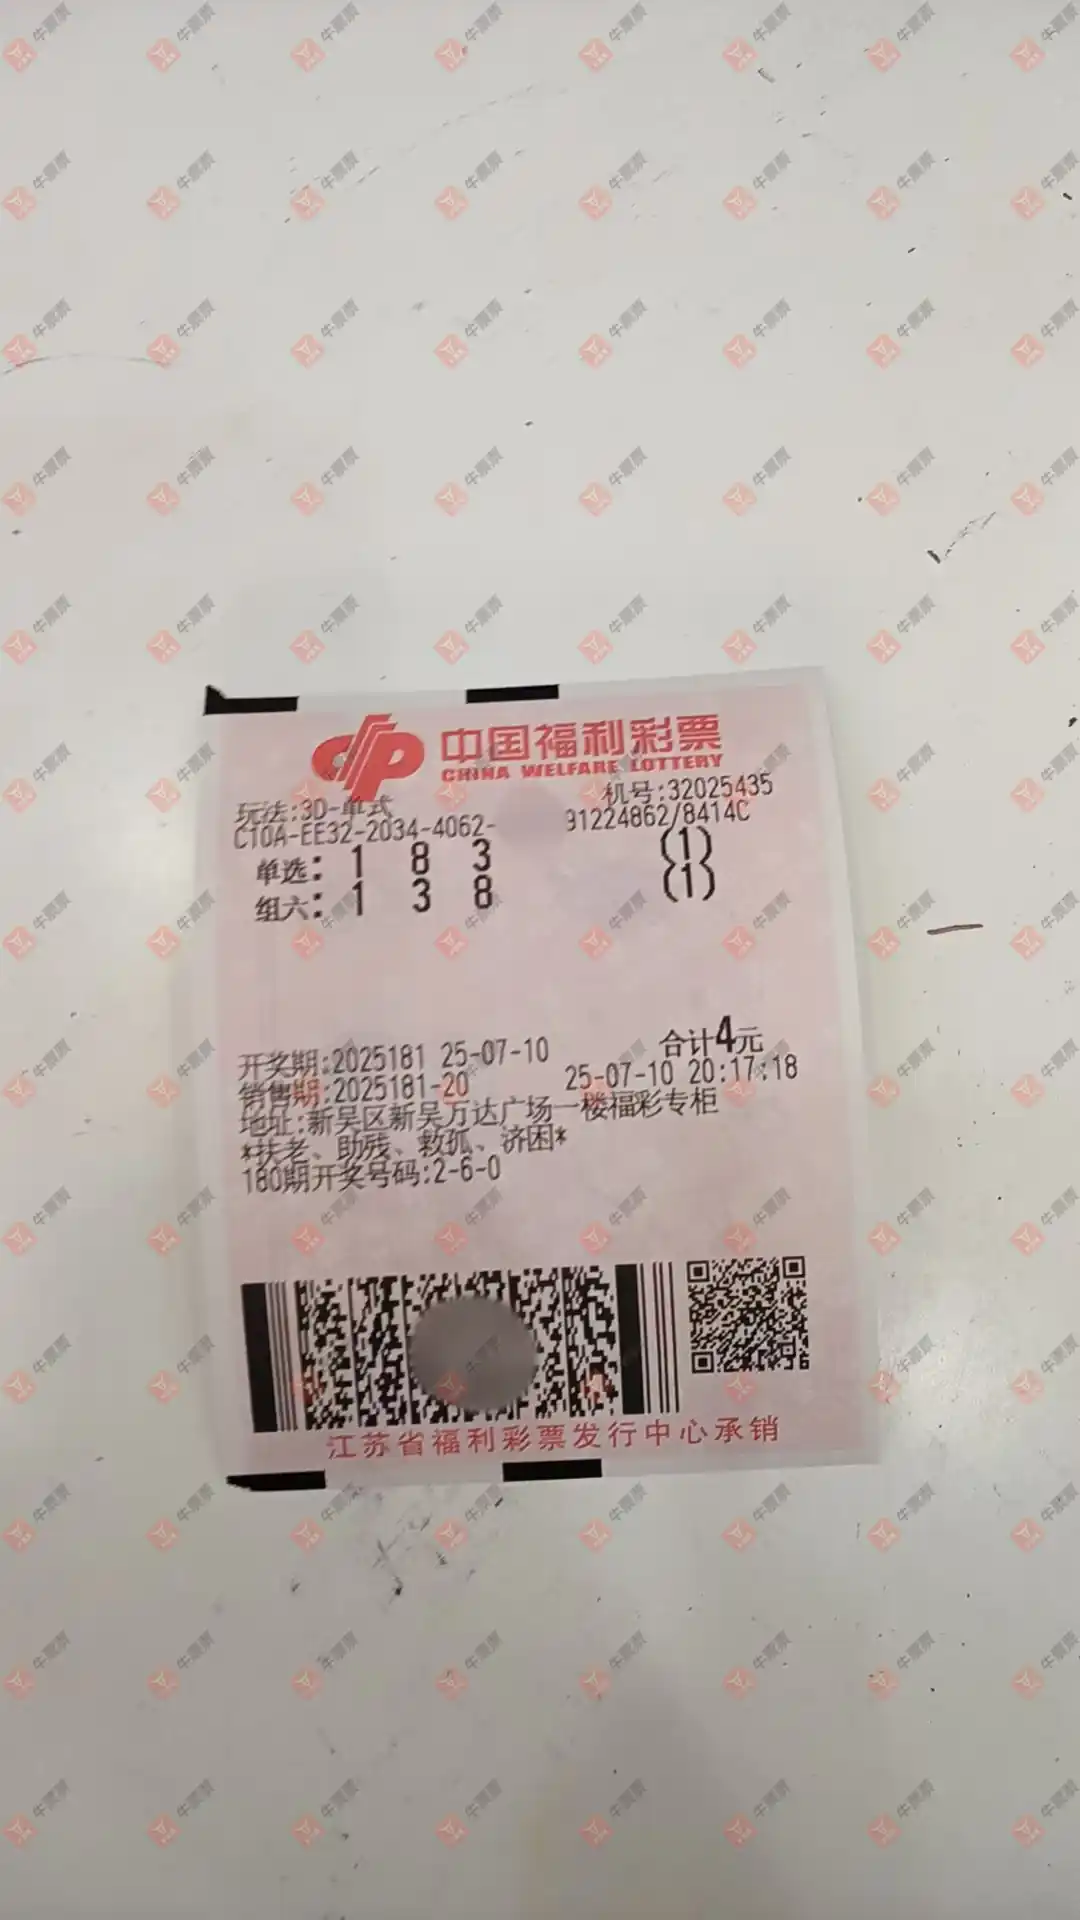 中国福利彩票
CHINA WELFARE LOTTERY
机号:32025435
玩法:3D-单式
C10A-EE32-2034-4062- 91224862/8414C
单选: 1 8 3 (1)
组六: 1 3 8 (1)
合计4元
开奖期:2025181 25-07-10
销售期:2025181-20 25-07-10 20:17:18
地址:新吴区新吴万达广场一楼福彩专柜
*扶老、助残、救孤、济困*
180期开奖号码:2-6-0
江苏省福利彩票发行中心承销
牛票票